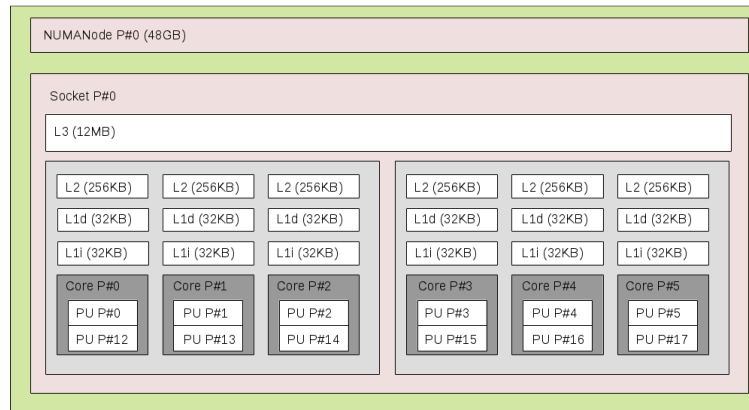 NUMANode P#0 (48GB)
Socket P#0
L3 (12MB)
L2 (256KB) L2 (256KB) L2 (256KB) L2 (256KB) L2 (256KB) L2 (256KB)
L1d (32KB) L1d (32KB) L1d (32KB) L1d (32KB) L1d (32KB) L1d (32KB)
L1i (32KB) L1i (32KB) L1i (32KB) L1i (32KB) L1i (32KB) L1i (32KB)
Core P#0 Core P#1 Core P#2 Core P#3 Core P#4 Core P#5
PU P#0 PU P#1 PU P#2 PU P#3 PU P#4 PU P#5
PU P#12 PU P#13 PU P#14 PU P#15 PU P#16 PU P#17